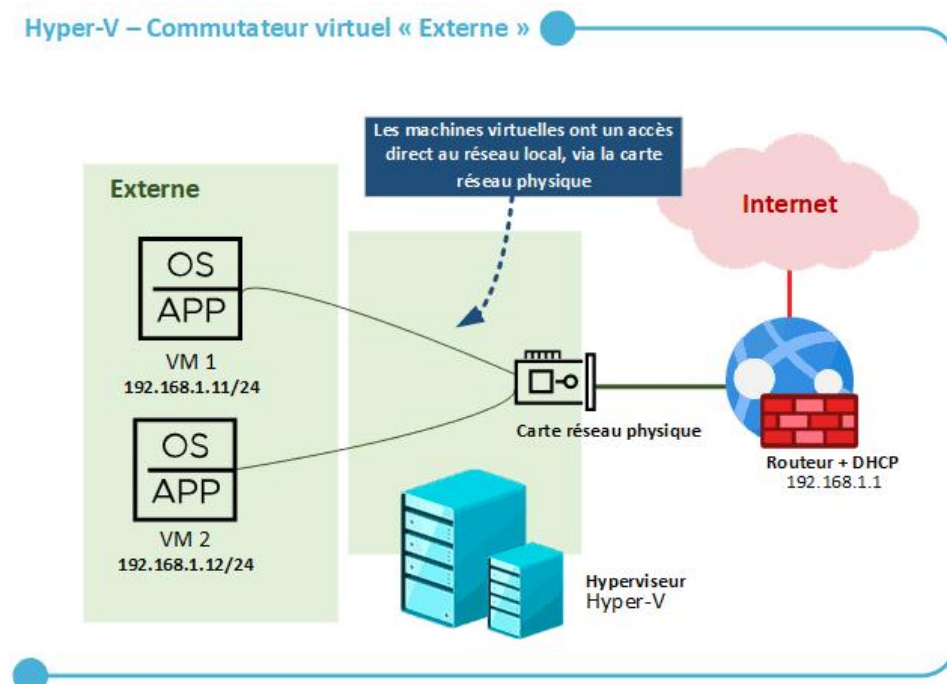 Hyper-V – Commutateur virtuel « Externe »
Les machines virtuelles ont un accès
direct au réseau local, via la carte
réseau physique
Externe
Internet
OS
APP
VM 1
192.168.1.11/24
Carte réseau physique
OS
APP
VM 2
192.168.1.12/24
Routeur + DHCP
192.168.1.1
Hyperviseur
Hyper-V